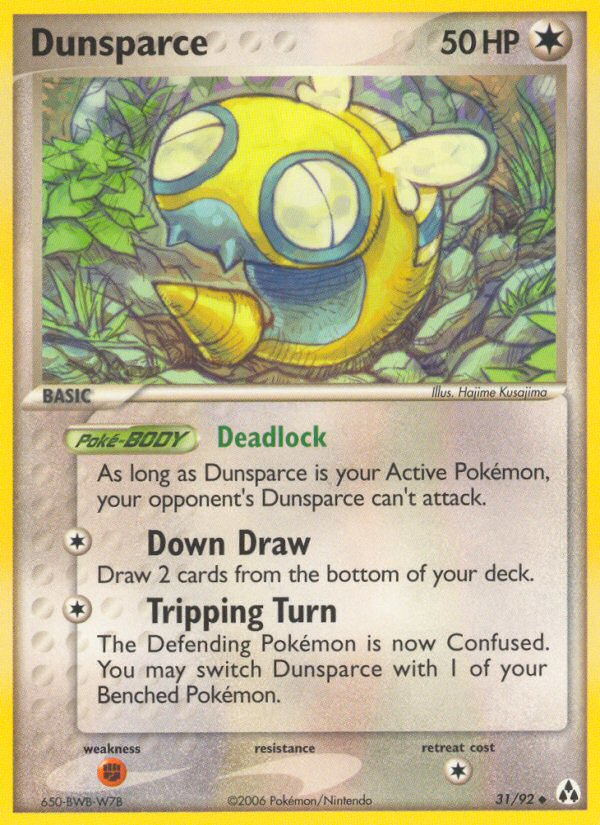 Dunsparce 50 HP
BASIC
Illus. Hajime Kusajima
Poké-BODY Deadlock
As long as Dunsparce is your Active Pokémon,
your opponent's Dunsparce can't attack.
Down Draw
Draw 2 cards from the bottom of your deck.
Tripping Turn
The Defending Pokémon is now Confused.
You may switch Dunsparce with 1 of your
Benched Pokémon.
weakness resistance retreat cost
650-BWB-W7B ©2006 Pokémon/Nintendo 31/92